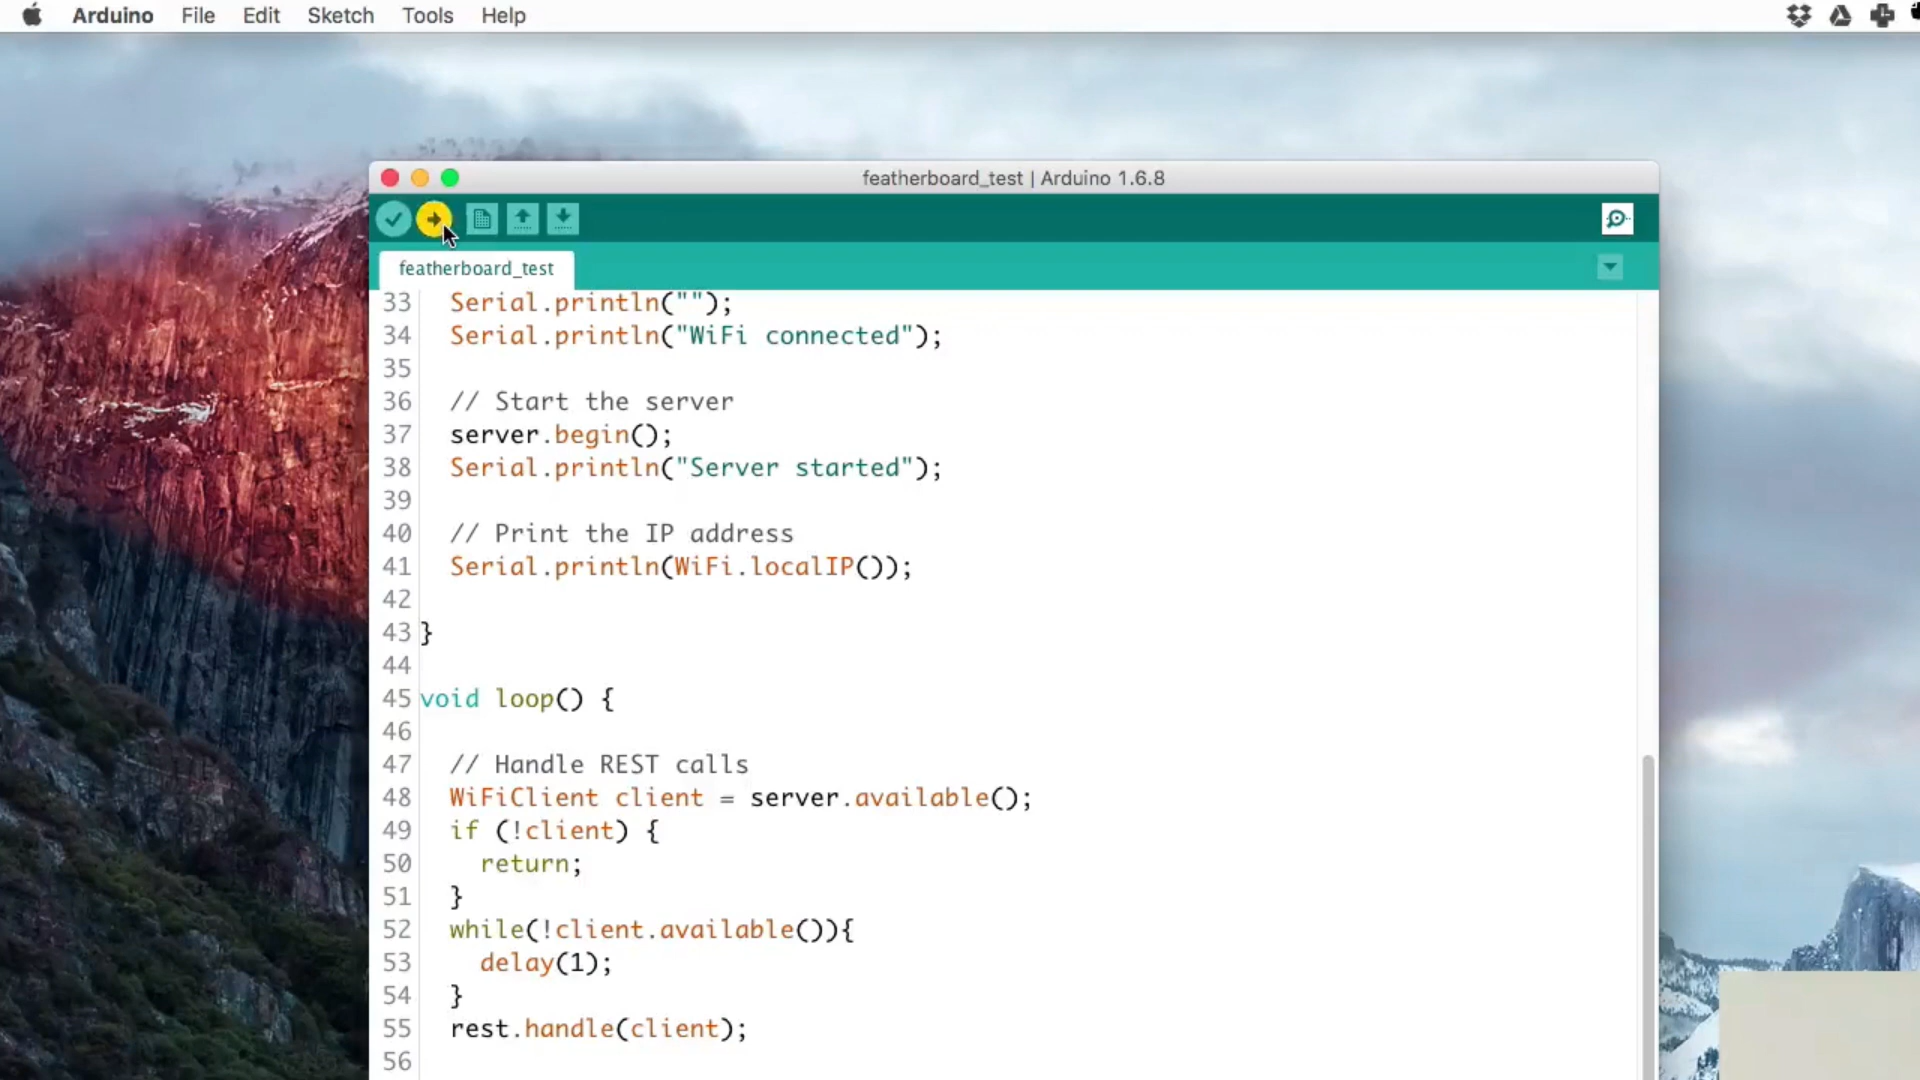 Arduino File Edit Sketch Tools Help
featherboard_test | Arduino 1.6.8
featherboard_test
33 Serial.println("");
34 Serial.println("WiFi connected");
35
36 // Start the server
37 server.begin();
38 Serial.println("Server started");
39
40 // Print the IP address
41 Serial.println(WiFi.localIP());
42
43 }
44
45 void loop() {
46
47 // Handle REST calls
48 WiFiClient client = server.available();
49 if (!client) {
50 return;
51 }
52 while(!client.available()){
53 delay(1);
54 }
55 rest.handle(client);
56